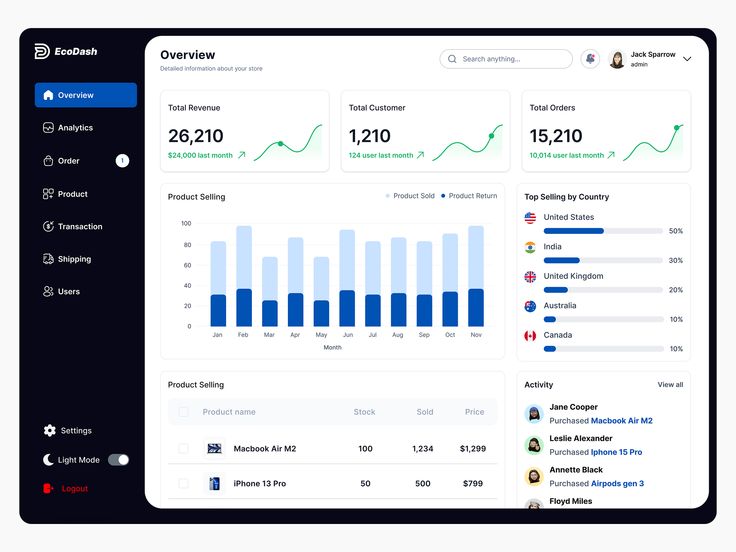 EcoDash
Overview
Analytics
Order 1
Product
Transaction
Shipping
Users
Settings
Light Mode
Logout
Overview
Detailed information about your store
Search anything...
Jack Sparrow
admin
Total Revenue
26,210
$24,000 last month
Total Customer
1,210
124 user last month
Total Orders
15,210
10,014 user last month
Product Selling
Product Sold Product Return
100
80
60
40
20
0
Jan Feb Mar Apr May Jun Jul Aug Sep Oct Nov
Month
Top Selling by Country
United States
50%
India
30%
United Kingdom
20%
Australia
10%
Canada
10%
Product Selling
Product name Stock Sold Price
Macbook Air M2 100 1,234 $1,299
iPhone 13 Pro 50 500 $799
Activity View all
Jane Cooper
Purchased Macbook Air M2
Leslie Alexander
Purchased Iphone 15 Pro
Annette Black
Purchased Airpods gen 3
Floyd Miles